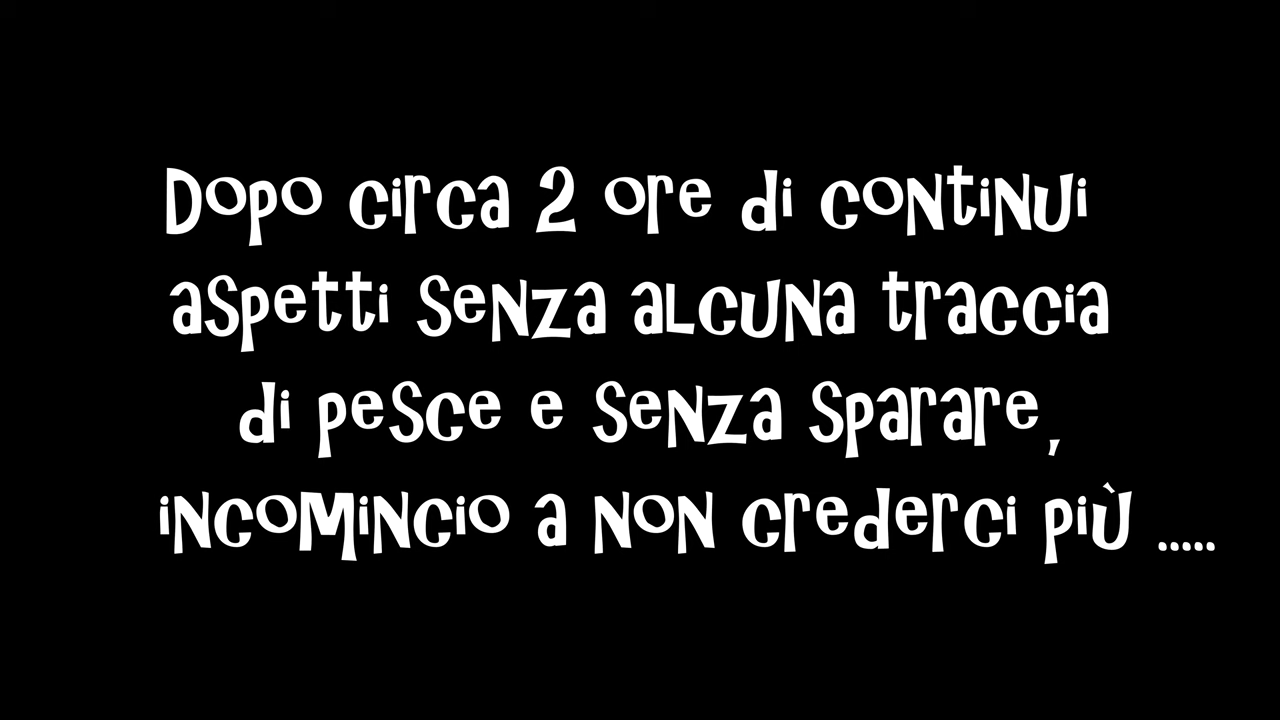 Dopo circa 2 ore di continui
aspetti senza alcuna traccia
di pesce e senza sparare,
incomincio a non crederci più .....